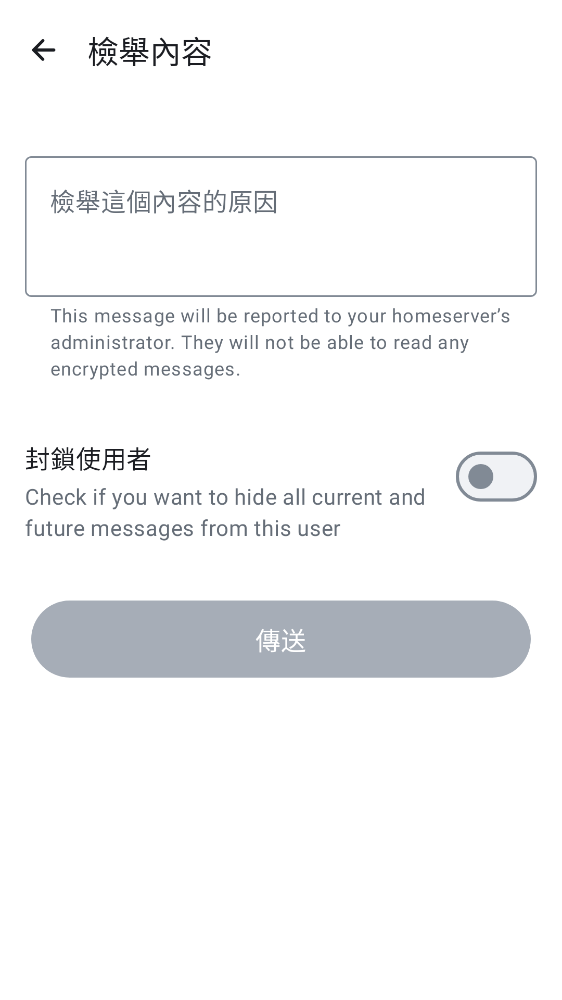 檢舉內容
檢舉這個內容的原因
This message will be reported to your homeserver’s
administrator. They will not be able to read any
encrypted messages.
封鎖使用者
Check if you want to hide all current and
future messages from this user
傳送